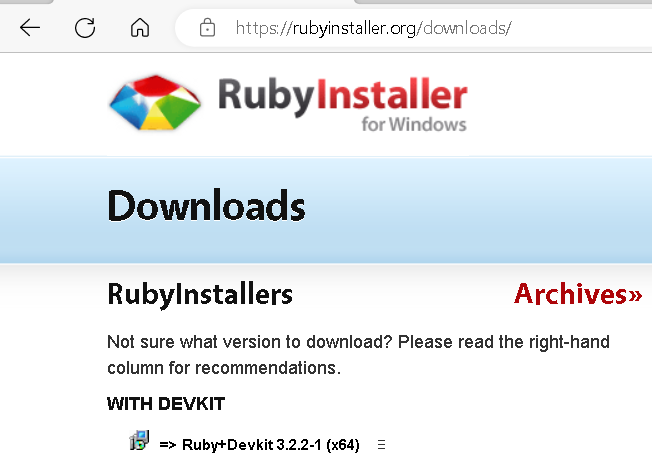 https://rubyinstaller.org/downloads/
RubyInstaller
for Windows
Downloads
RubyInstallers
Archives»
Not sure what version to download? Please read the right-hand
column for recommendations.
WITH DEVKIT
=> Ruby+Devkit 3.2.2-1 (x64)